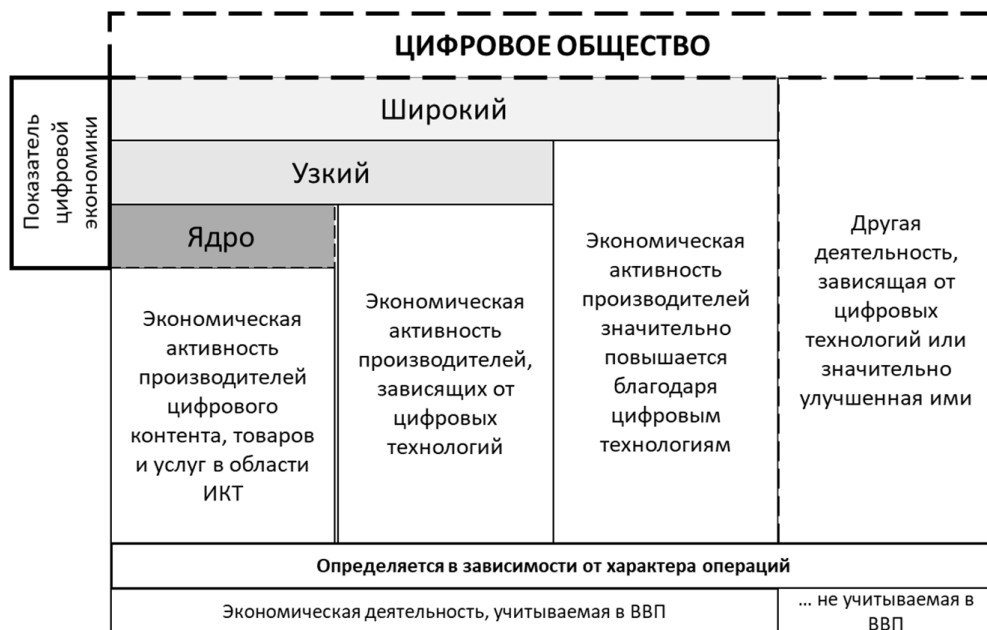 ЦИФРОВОЕ ОБЩЕСТВО
Показатель
цифровой
экономики
Широкий
Узкий
Ядро
Экономическая
активность
производителей
цифрового
контента, товаров
и услуг в области
ИКТ
Экономическая
активность
производителей,
зависящих от
цифровых
технологий
Экономическая
активность
производителей
значительно
повышается
благодаря
цифровым
технологиям
Другая
деятельность,
зависящая от
цифровых
технологий или
значительно
улучшенная ими
Определяется в зависимости от характера операций
Экономическая деятельность, учитываемая в ВВП
... не учитываемая в
ВВП